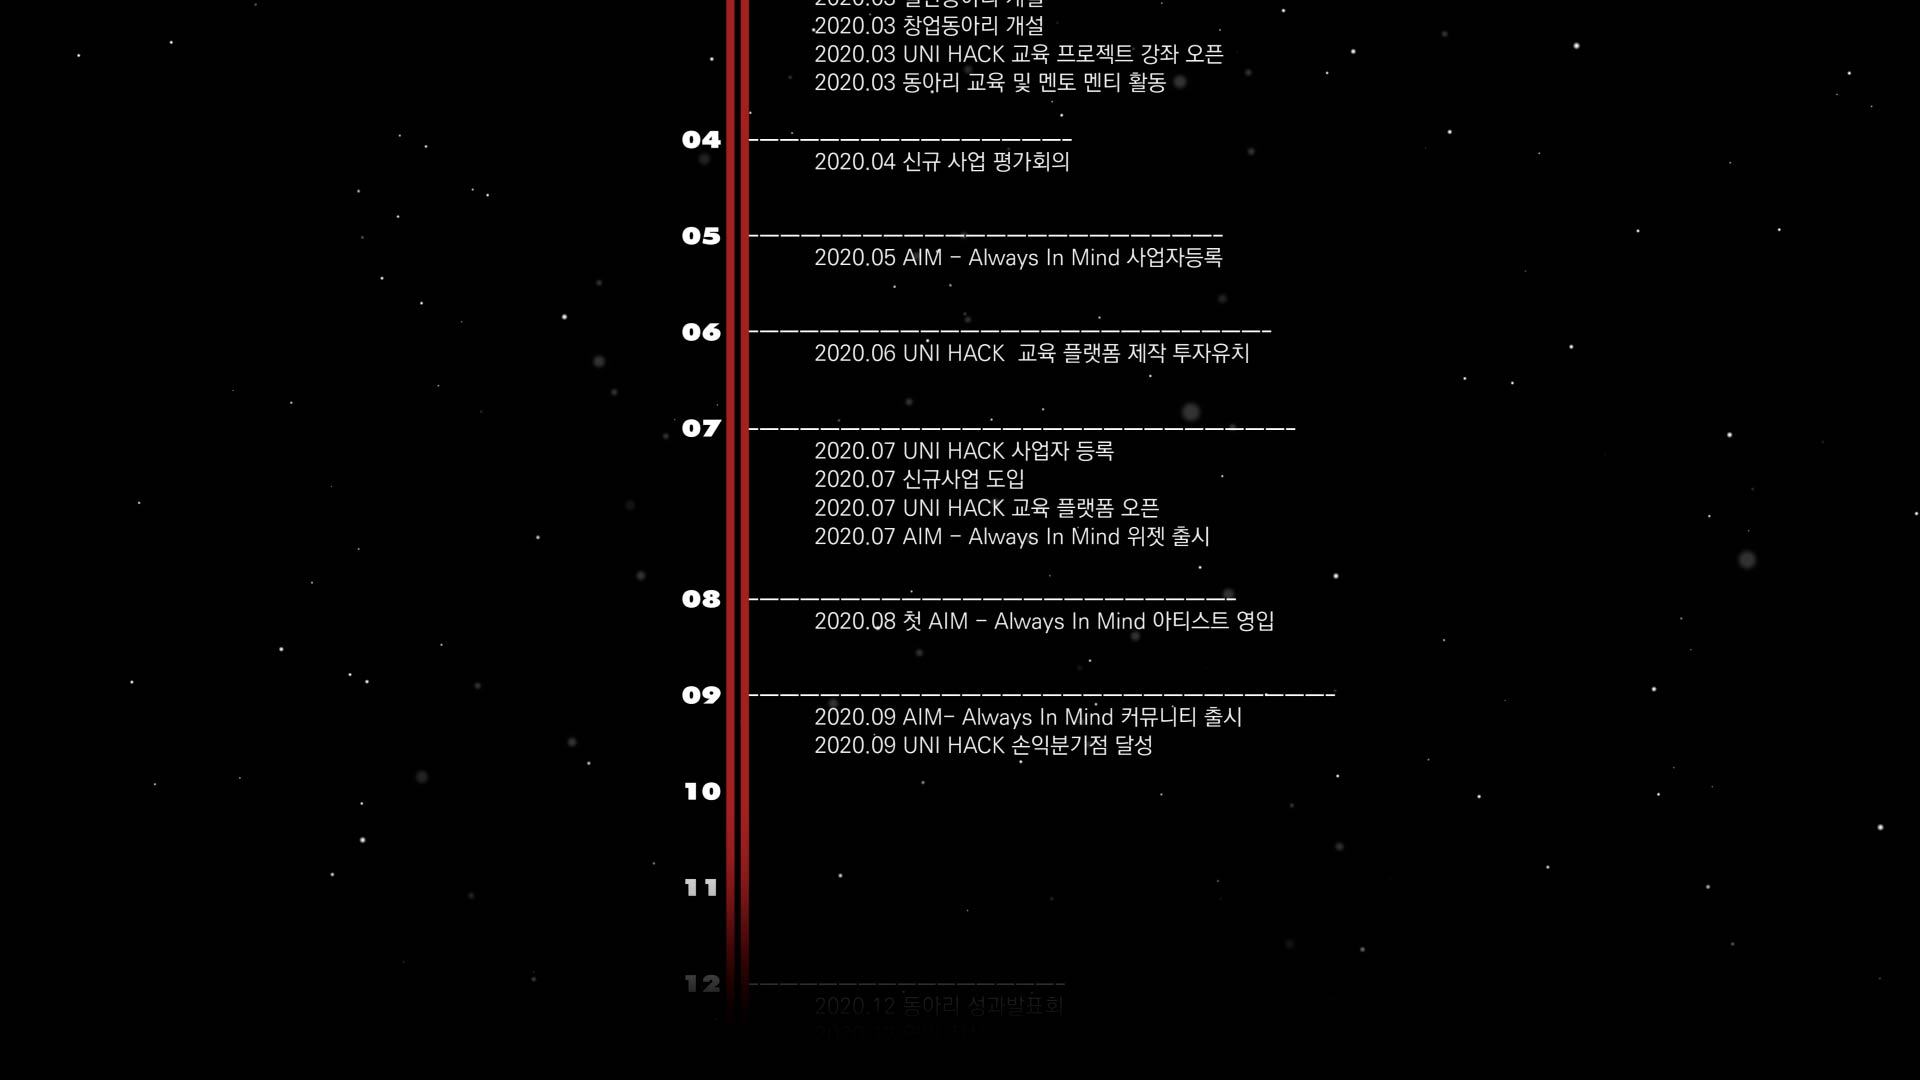 2020.03 창업동아리 개설
2020.03 UNI HACK 교육 프로젝트 강좌 오픈
2020.03 동아리 교육 및 멘토 멘티 활동
04
2020.04 신규 사업 평가회의
05
2020.05 AIM - Always In Mind 사업자등록
06
2020.06 UNI HACK  교육 플랫폼 제작 투자유치
07
2020.07 UNI HACK 사업자 등록
2020.07 신규사업 도입
2020.07 UNI HACK 교육 플랫폼 오픈
2020.07 AIM - Always In Mind 위젯 출시
08
2020.08 첫 AIM - Always In Mind 아티스트 영입
09
2020.09 AIM- Always In Mind 커뮤니티 출시
2020.09 UNI HACK 손익분기점 달성
10
11
12
2020.12 동아리 성과발표회